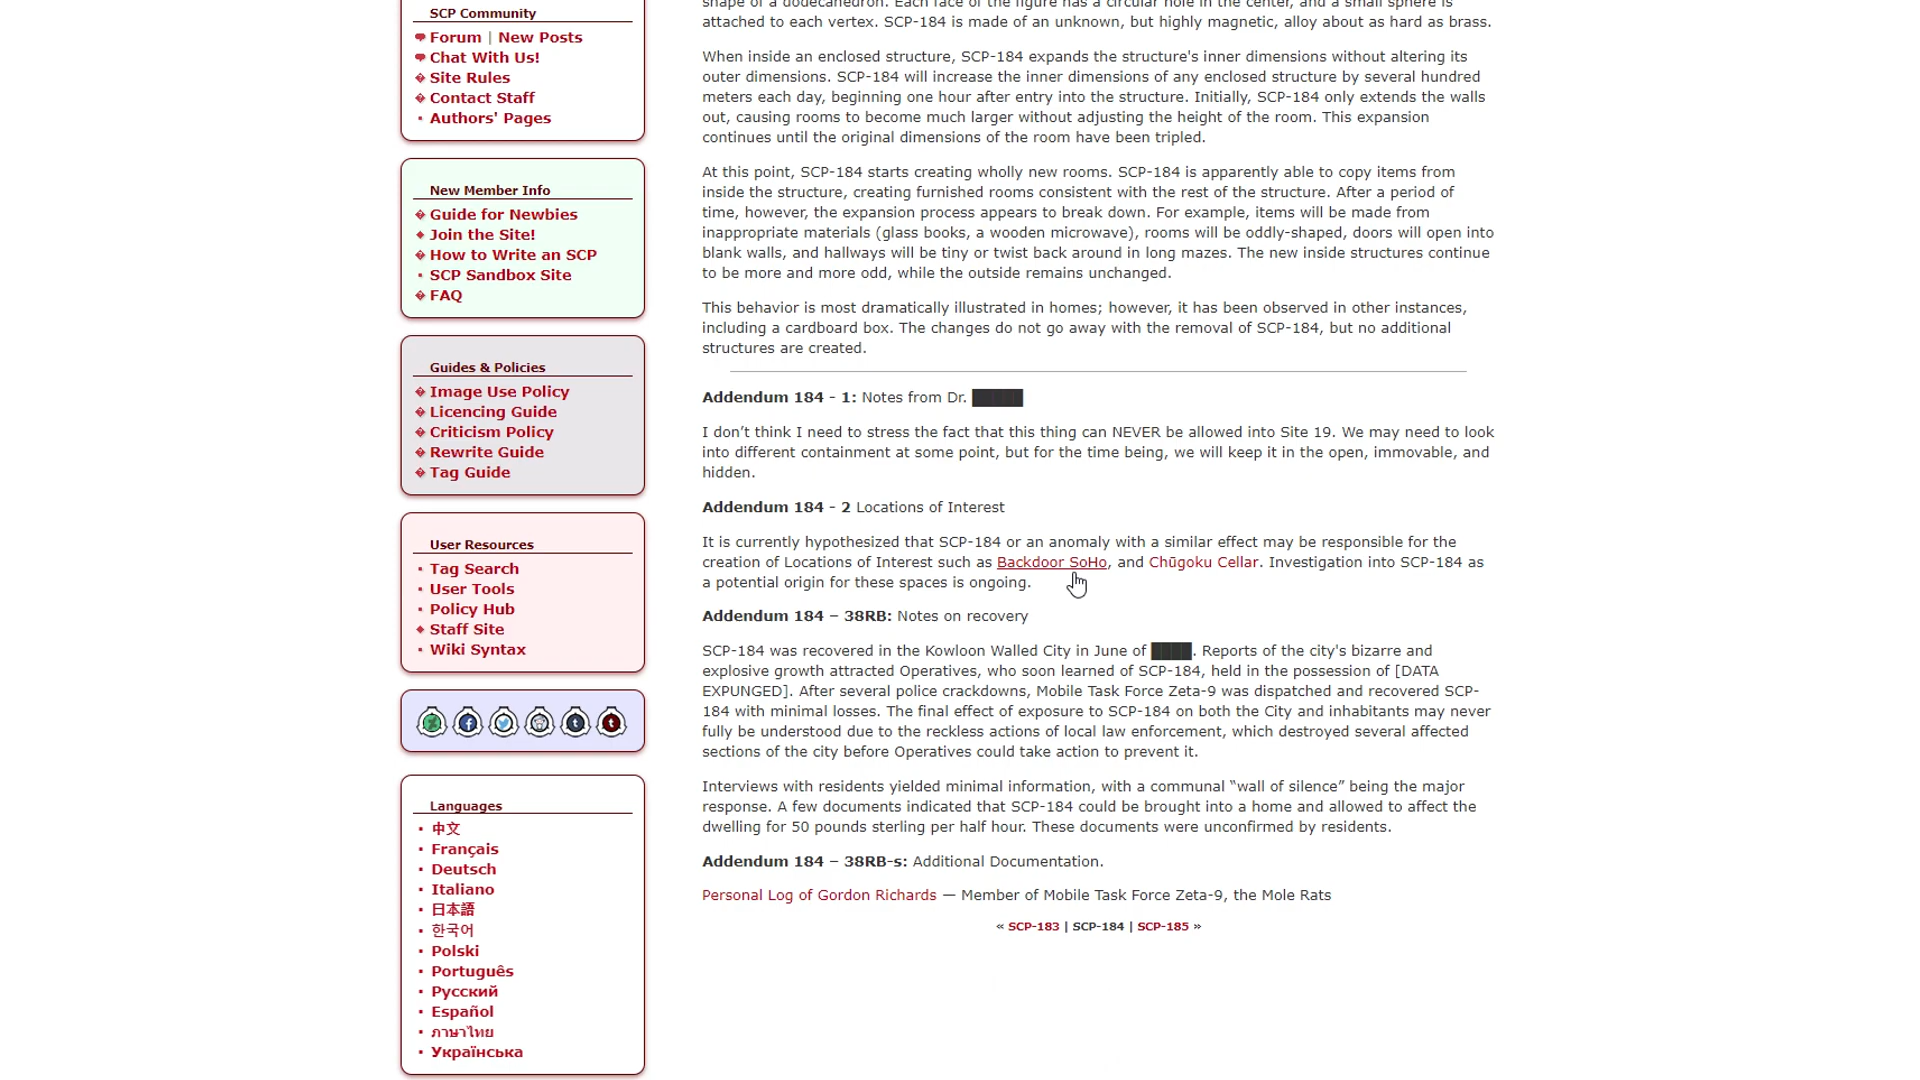 SCP Community
Forum | New Posts
Chat With Us!
Site Rules
Contact Staff
Authors' Pages
New Member Info
Guide for Newbies
Join the Site!
How to Write an SCP
SCP Sandbox Site
FAQ
Guides & Policies
Image Use Policy
Licencing Guide
Criticism Policy
Rewrite Guide
Tag Guide
User Resources
Tag Search
User Tools
Policy Hub
Staff Site
Wiki Syntax
Languages
中文
Français
Deutsch
Italiano
日本語
한국어
Polski
Português
Русский
Español
ภาษาไทย
Українська
shape of a dodecahedron. Each face of the figure has a circular hole in the center, and a small sphere is
attached to each vertex. SCP-184 is made of an unknown, but highly magnetic, alloy about as hard as brass.
When inside an enclosed structure, SCP-184 expands the structure's inner dimensions without altering its
outer dimensions. SCP-184 will increase the inner dimensions of any enclosed structure by several hundred
meters each day, beginning one hour after entry into the structure. Initially, SCP-184 only extends the walls
out, causing rooms to become much larger without adjusting the height of the room. This expansion
continues until the original dimensions of the room have been tripled.
At this point, SCP-184 starts creating wholly new rooms. SCP-184 is apparently able to copy items from
inside the structure, creating furnished rooms consistent with the rest of the structure. After a period of
time, however, the expansion process appears to break down. For example, items will be made from
inappropriate materials (glass books, a wooden microwave), rooms will be oddly-shaped, doors will open into
blank walls, and hallways will be tiny or twist back around in long mazes. The new inside structures continue
to be more and more odd, while the outside remains unchanged.
This behavior is most dramatically illustrated in homes; however, it has been observed in other instances,
including a cardboard box. The changes do not go away with the removal of SCP-184, but no additional
structures are created.
Addendum 184 - 1: Notes from Dr. █████
I don’t think I need to stress the fact that this thing can NEVER be allowed into Site 19. We may need to look
into different containment at some point, but for the time being, we will keep it in the open, immovable, and
hidden.
Addendum 184 - 2 Locations of Interest
It is currently hypothesized that SCP-184 or an anomaly with a similar effect may be responsible for the
creation of Locations of Interest such as Backdoor SoHo, and Chūgoku Cellar. Investigation into SCP-184 as
a potential origin for these spaces is ongoing.
Addendum 184 – 38RB: Notes on recovery
SCP-184 was recovered in the Kowloon Walled City in June of ████. Reports of the city's bizarre and
explosive growth attracted Operatives, who soon learned of SCP-184, held in the possession of [DATA
EXPUNGED]. After several police crackdowns, Mobile Task Force Zeta-9 was dispatched and recovered SCP-
184 with minimal losses. The final effect of exposure to SCP-184 on both the City and inhabitants may never
fully be understood due to the reckless actions of local law enforcement, which destroyed several affected
sections of the city before Operatives could take action to prevent it.
Interviews with residents yielded minimal information, with a communal “wall of silence” being the major
response. A few documents indicated that SCP-184 could be brought into a home and allowed to affect the
dwelling for 50 pounds sterling per half hour. These documents were unconfirmed by residents.
Addendum 184 – 38RB-s: Additional Documentation.
Personal Log of Gordon Richards — Member of Mobile Task Force Zeta-9, the Mole Rats
« SCP-183 | SCP-184 | SCP-185 »